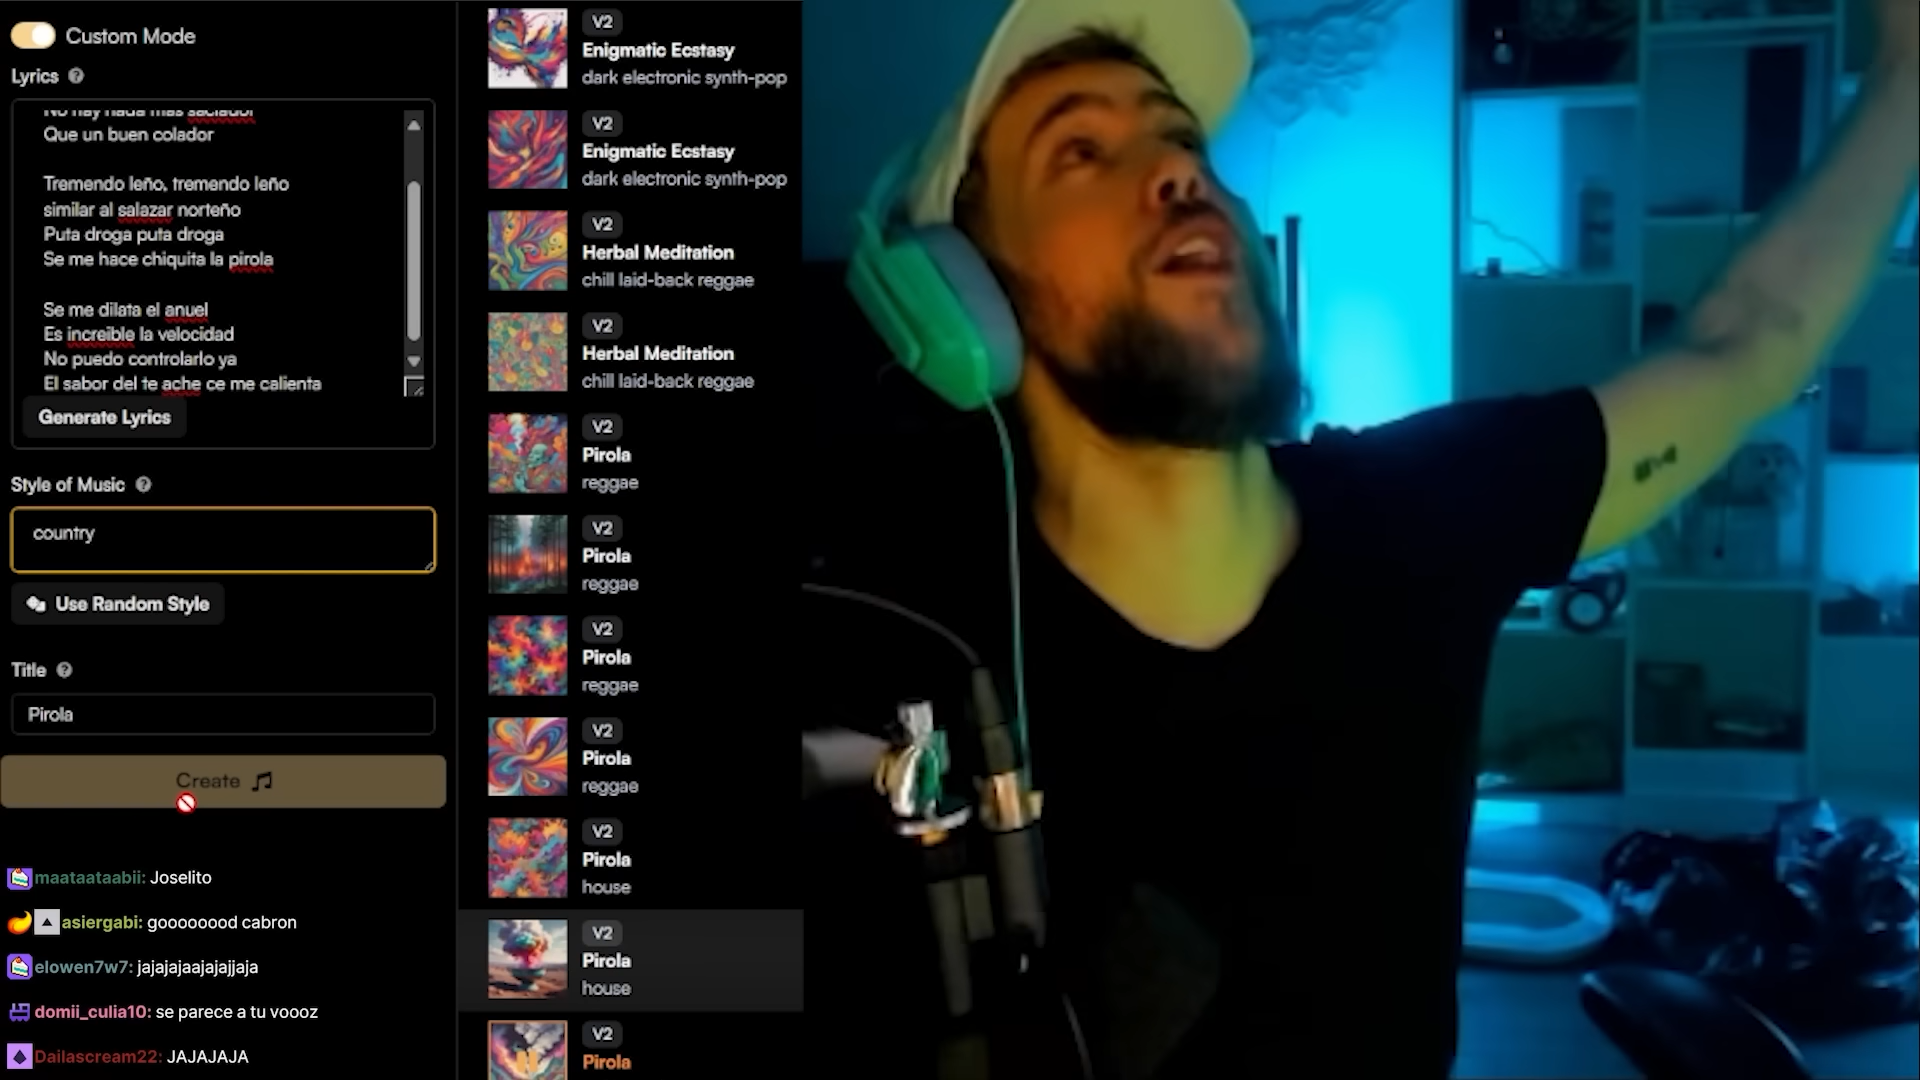 Custom Mode
Lyrics
No hay nada mas saciador
Que un buen colador
Tremendo leño, tremendo leño
similar al salazar norteño
Puta droga puta droga
Se me hace chiquita la pirola
Se me dilata el anuel
Es increible la velocidad
No puedo controlarlo ya
El sabor del te ache ce me calienta
Generate Lyrics
Style of Music
country
Use Random Style
Title
Pirola
Create
maataataabii: Joselito
asiergabi: goooooood cabron
elowen7w7: jajajajaajajajjaja
domii_culia10: se parece a tu voooz
Dailascream22: JAJAJAJA
V2
Enigmatic Ecstasy
dark electronic synth-pop
V2
Enigmatic Ecstasy
dark electronic synth-pop
V2
Herbal Meditation
chill laid-back reggae
V2
Herbal Meditation
chill laid-back reggae
V2
Pirola
reggae
V2
Pirola
reggae
V2
Pirola
reggae
V2
Pirola
reggae
V2
Pirola
house
V2
Pirola
house
V2
Pirola